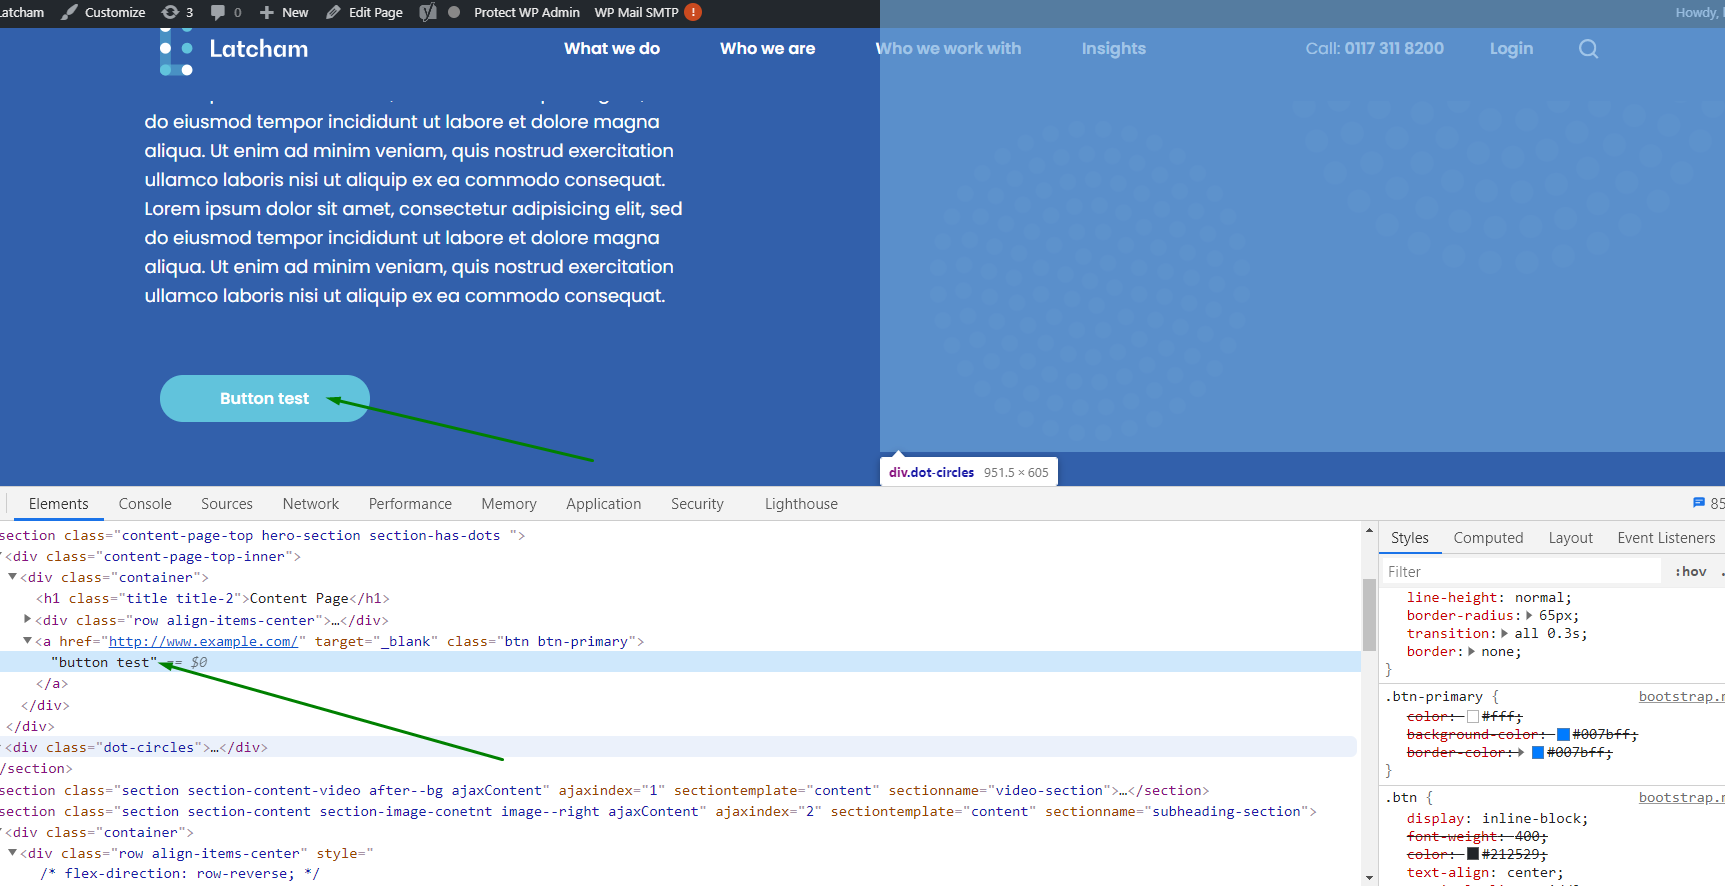 Latcham Customize 3 0 New Edit Page Protect WP Admin WP Mail SMTP ! Howdy,
Latcham What we do Who we are Who we work with Insights Call: 0117 311 8200 Login
do eiusmod tempor incididunt ut labore et dolore magna
aliqua. Ut enim ad minim veniam, quis nostrud exercitation
ullamco laboris nisi ut aliquip ex ea commodo consequat.
Lorem ipsum dolor sit amet, consectetur adipisicing elit, sed
do eiusmod tempor incididunt ut labore et dolore magna
aliqua. Ut enim ad minim veniam, quis nostrud exercitation
ullamco laboris nisi ut aliquip ex ea commodo consequat.
Button test
div.dot-circles 951.5 × 605
Elements Console Sources Network Performance Memory Application Security Lighthouse 85
section class="content-page-top hero-section section-has-dots ">
<div class="content-page-top-inner">
<div class="container">
<h1 class="title title-2">Content Page</h1>
<div class="row align-items-center">…</div>
<a href="http://www.example.com/" target="_blank" class="btn btn-primary">
"button test" == $0
</a>
</div>
</div>
<div class="dot-circles">…</div>
/section>
section class="section section-content-video after--bg ajaxContent" ajaxindex="1" sectiontemplate="content" sectionname="video-section">…</section>
section class="section section-content section-image-conetnt image--right ajaxContent" ajaxindex="2" sectiontemplate="content" sectionname="subheading-section">
<div class="container">
<div class="row align-items-center" style="
/* flex-direction: row-reverse; */
Styles Computed Layout Event Listeners
Filter :hov .
line-height: normal;
border-radius: 65px;
transition: all 0.3s;
border: none;
}
.btn-primary { bootstrap.m
color: #fff;
background-color: #007bff;
border-color: #007bff;
}
.btn { bootstrap.m
display: inline-block;
font-weight: 400;
color: #212529;
text-align: center;